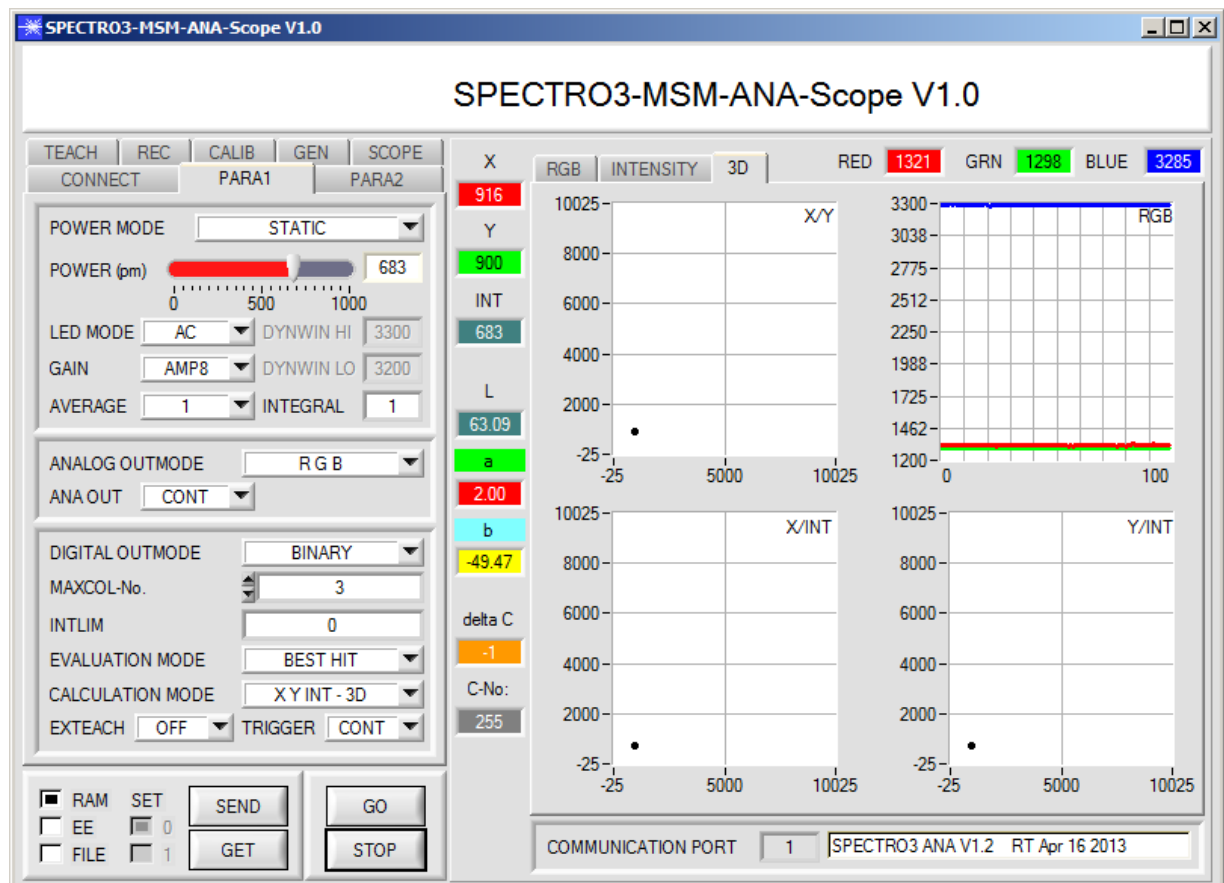 SPECTRO3-MSM-ANA-Scope V1.0
SPECTRO3-MSM-ANA-Scope V1.0
TEACH REC CALIB GEN SCOPE
CONNECT PARA1 PARA2
POWER MODE STATIC
POWER (pm) 683
0 500 1000
LED MODE AC DYNWIN HI 3300
GAIN AMP8 DYNWIN LO 3200
AVERAGE 1 INTEGRAL 1
ANALOG OUTMODE R G B
ANA OUT CONT
DIGITAL OUTMODE BINARY
MAXCOL-No. 3
INTLIM 0
EVALUATION MODE BEST HIT
CALCULATION MODE X Y INT - 3D
EXTEACH OFF TRIGGER CONT
RAM SET SEND GO
EE 0
FILE 1 GET STOP
X
916
Y
900
INT
683
L
63.09
a
2.00
b
-49.47
delta C
-1
C-No:
255
RGB INTENSITY 3D RED 1321 GRN 1298 BLUE 3285
X/Y
10025
8000
6000
4000
2000
-25
-25 5000 10025
RGB
3300
3038
2775
2512
2250
1988
1725
1462
1200
0 100
X/INT
10025
8000
6000
4000
2000
-25
-25 5000 10025
Y/INT
10025
8000
6000
4000
2000
-25
-25 5000 10025
COMMUNICATION PORT 1 SPECTRO3 ANA V1.2 RT Apr 16 2013